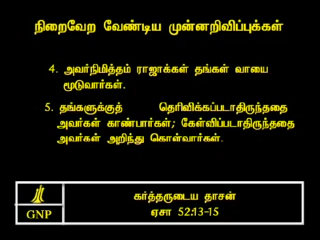 நிறைவேற வேண்டிய முன்னறிவிப்புக்கள்
4. அவர்நிமித்தம் ராஜாக்கள் தங்கள் வாயை
மூடுவார்கள்.
5. தங்களுக்குத் தெரிவிக்கப்படாதிருந்ததை
அவர்கள் காண்பார்கள்; கேள்விப்படாதிருந்ததை
அவர்கள் அறிந்து கொள்வார்கள்.
கர்த்தருடைய தாசன்
ஏசா 52:13-15
GNP